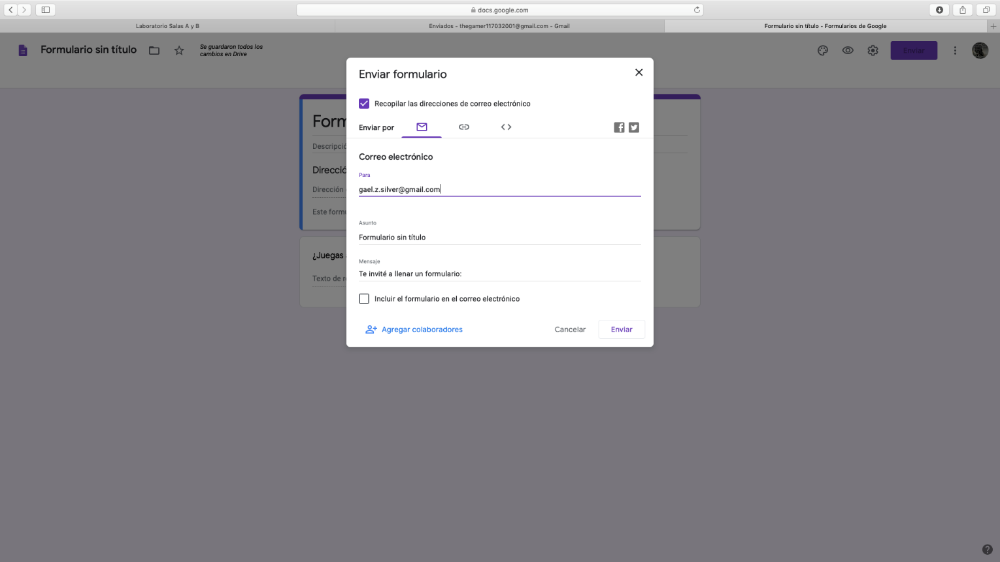 docs.google.com
Laboratorio Salas A y B
Enviados - thegamer117032001@gmail.com - Gmail
Formulario sin título - Formularios de Google
Formulario sin título
Se guardaron todos los
cambios en Drive
Enviar
Enviar formulario
Recopilar las direcciones de correo electrónico
Enviar por
Correo electrónico
Para
gael.z.silver@gmail.com
Asunto
Formulario sin título
Mensaje
Te invité a llenar un formulario:
Incluir el formulario en el correo electrónico
Agregar colaboradores
Cancelar
Enviar
Form
Descripció
Direcció
Dirección
Este formu
¿Juegas
Texto de r